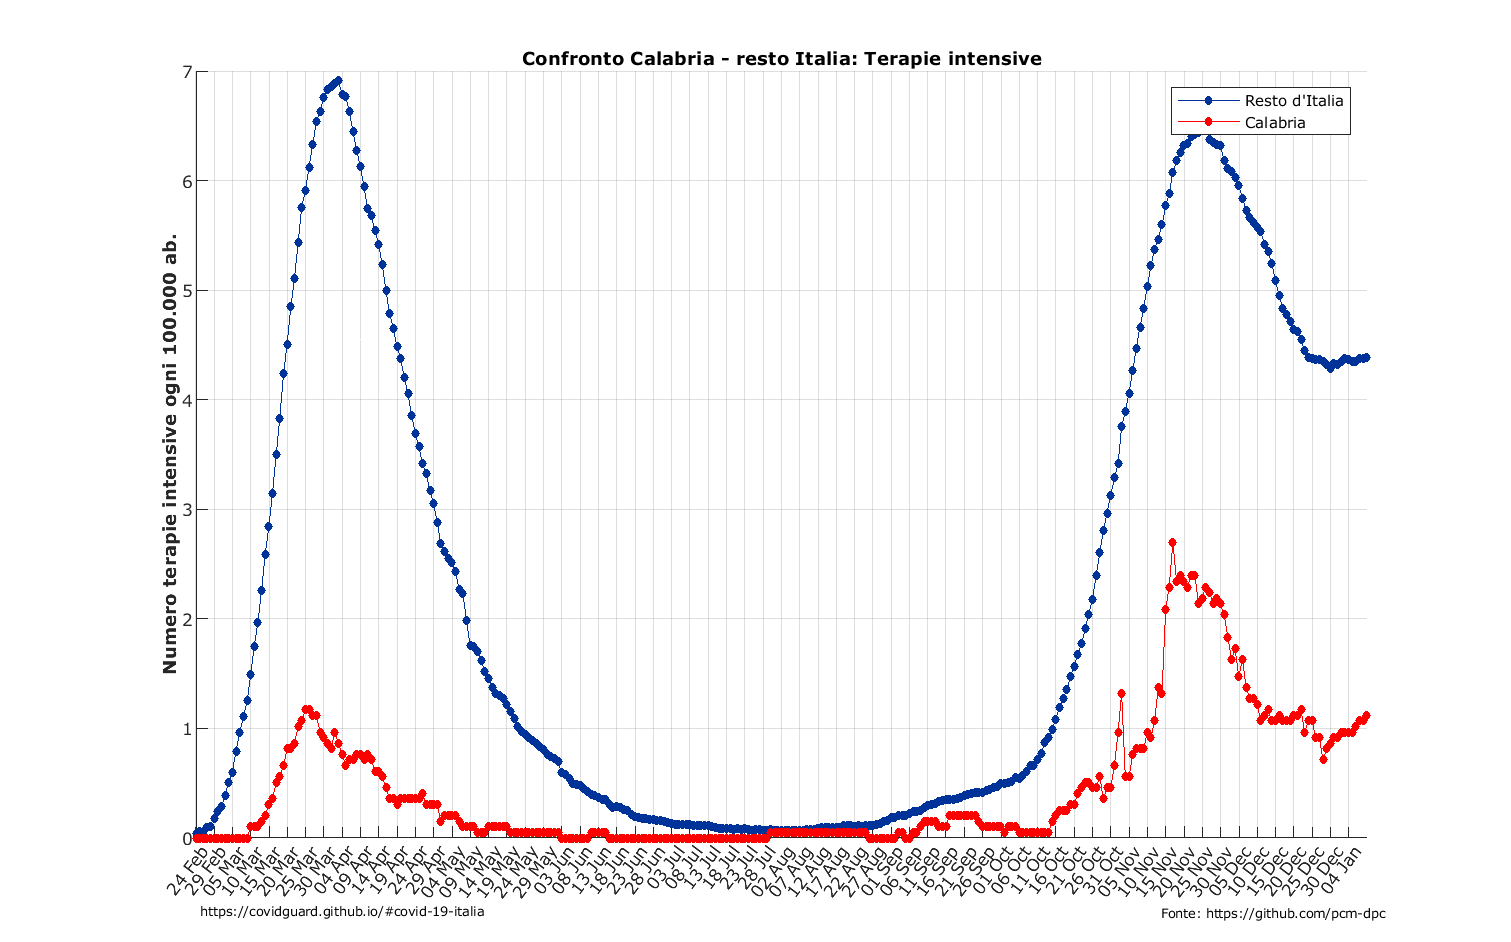 Confronto Calabria - resto Italia: Terapie intensive
Numero terapie intensive ogni 100.000 ab.
7
6
5
4
3
2
1
0
Resto d'Italia
Calabria
24 Feb
29 Feb
05 Mar
10 Mar
15 Mar
20 Mar
25 Mar
30 Mar
04 Apr
09 Apr
14 Apr
19 Apr
24 Apr
29 Apr
04 May
09 May
14 May
19 May
24 May
29 May
03 Jun
08 Jun
13 Jun
18 Jun
23 Jun
28 Jun
03 Jul
08 Jul
13 Jul
18 Jul
23 Jul
28 Jul
02 Aug
07 Aug
12 Aug
17 Aug
22 Aug
27 Aug
01 Sep
06 Sep
11 Sep
16 Sep
21 Sep
26 Sep
01 Oct
06 Oct
11 Oct
16 Oct
21 Oct
26 Oct
31 Oct
05 Nov
10 Nov
15 Nov
20 Nov
25 Nov
30 Nov
05 Dec
10 Dec
15 Dec
20 Dec
25 Dec
30 Dec
04 Jan
https://covidguard.github.io/#covid-19-italia
Fonte: https://github.com/pcm-dpc